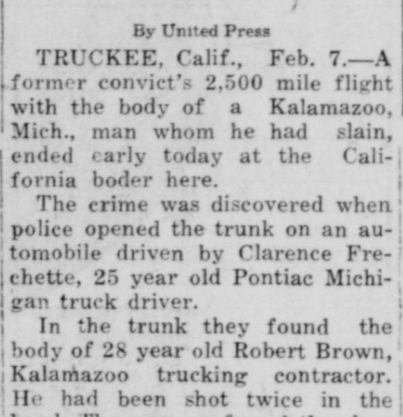 By United Press
TRUCKEE, Calif., Feb. 7.—A
former convict's 2,500 mile flight
with the body of a Kalamazoo,
Mich., man whom he had slain,
ended early today at the Cali-
fornia boder here.
The crime was discovered when
police opened the trunk on an au-
tomobile driven by Clarence Fre-
chette, 25 year old Pontiac Michi-
gan truck driver.
In the trunk they found the
body of 28 year old Robert Brown,
Kalamazoo trucking contractor.
He had been shot twice in the